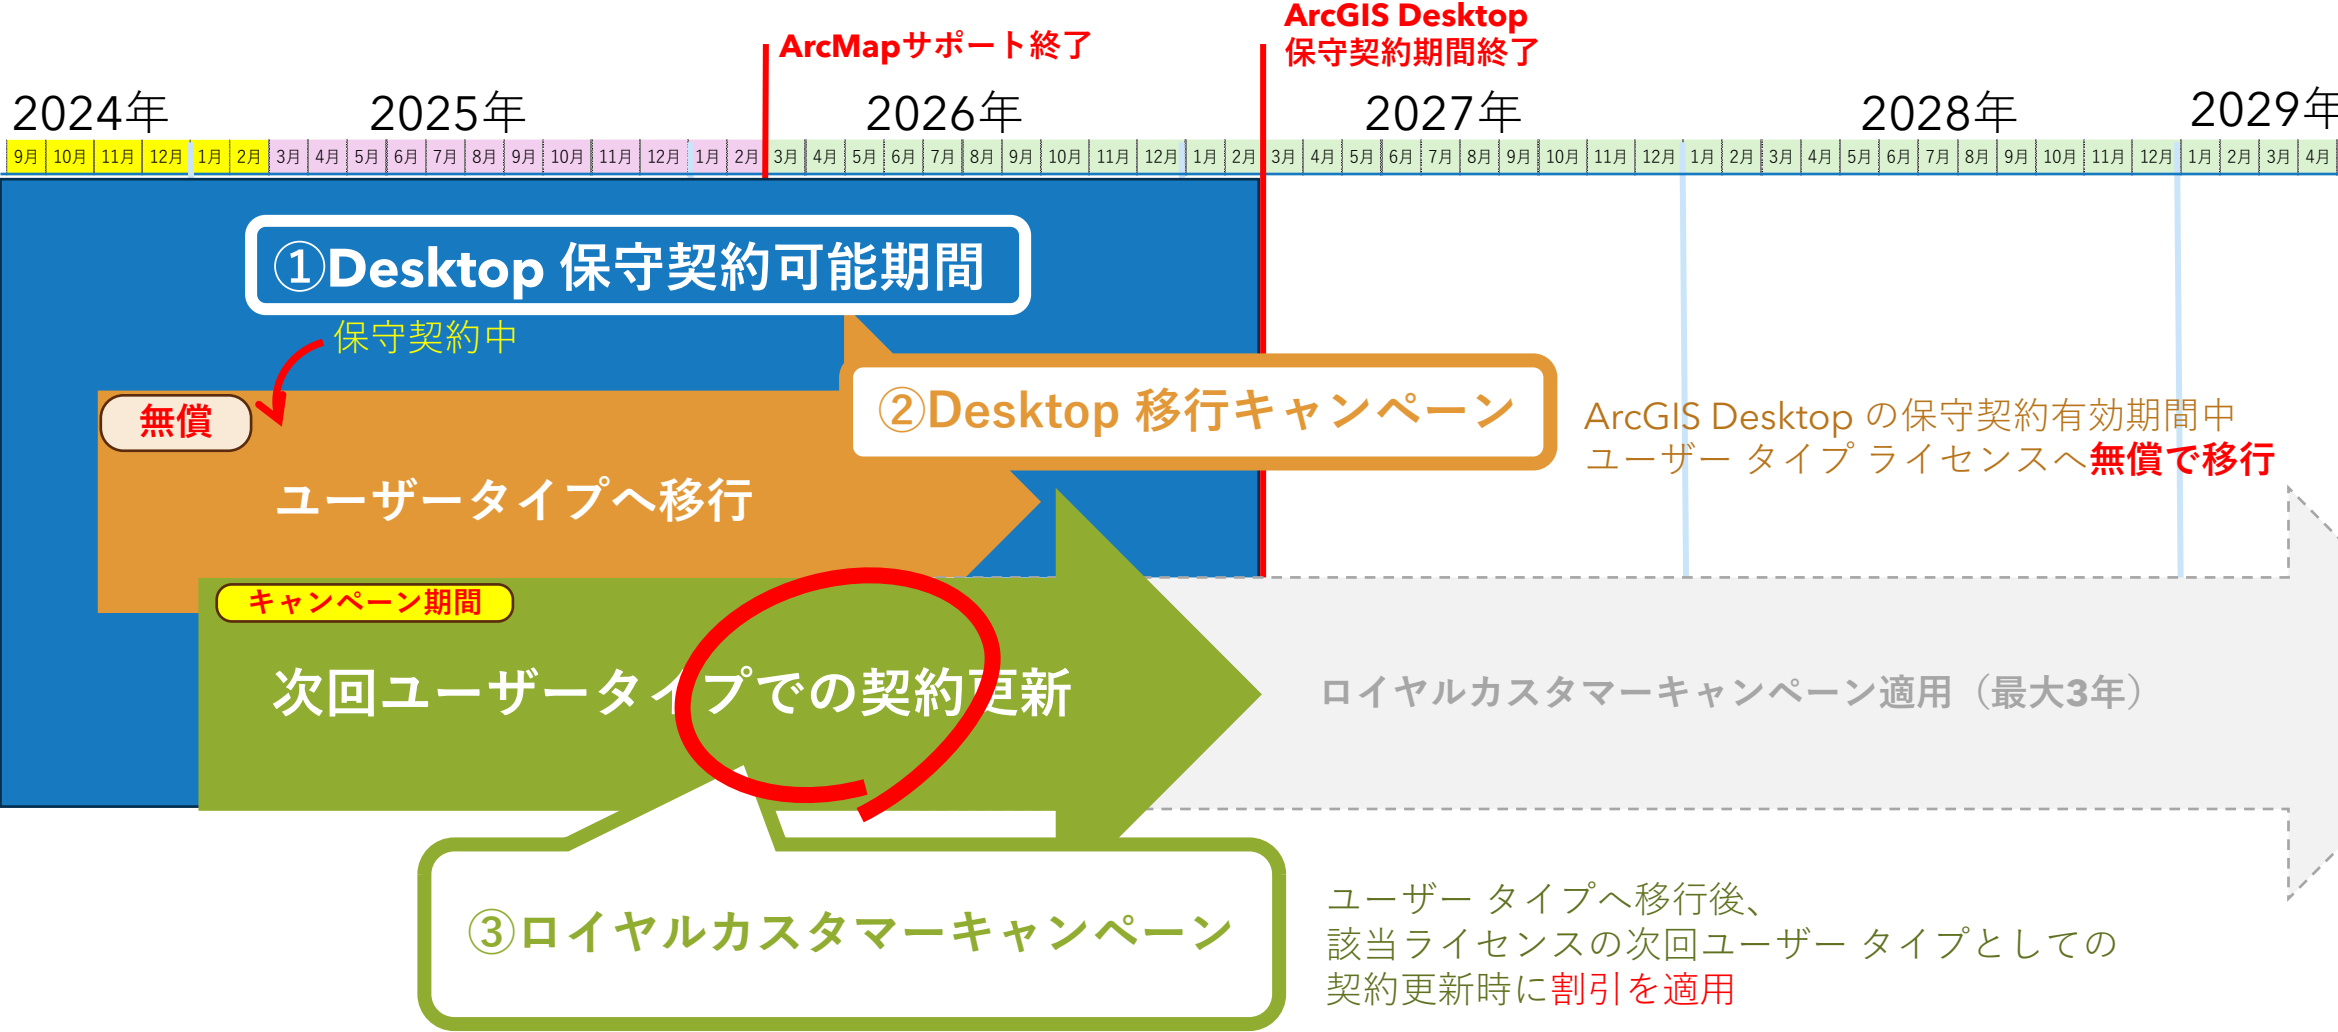 ArcGIS Desktop
保守契約期間終了
ArcMapサポート終了
2024年 2025年 2026年 2027年 2028年 2029年
9月 10月 11月 12月 1月 2月 3月 4月 5月 6月 7月 8月 9月 10月 11月 12月 1月 2月 3月 4月 5月 6月 7月 8月 9月 10月 11月 12月 1月 2月 3月 4月 5月 6月 7月 8月 9月 10月 11月 12月 1月 2月 3月 4月 5月 6月 7月 8月 9月 10月 11月 12月 1月 2月 3月 4月
①Desktop 保守契約可能期間
保守契約中
無償
②Desktop 移行キャンペーン
ArcGIS Desktop の保守契約有効期間中
ユーザー タイプ ライセンスへ無償で移行
ユーザータイプへ移行
キャンペーン期間
次回ユーザータイプでの契約更新
ロイヤルカスタマーキャンペーン適用（最大3年）
③ロイヤルカスタマーキャンペーン
ユーザー タイプへ移行後、
該当ライセンスの次回ユーザー タイプとしての
契約更新時に割引を適用